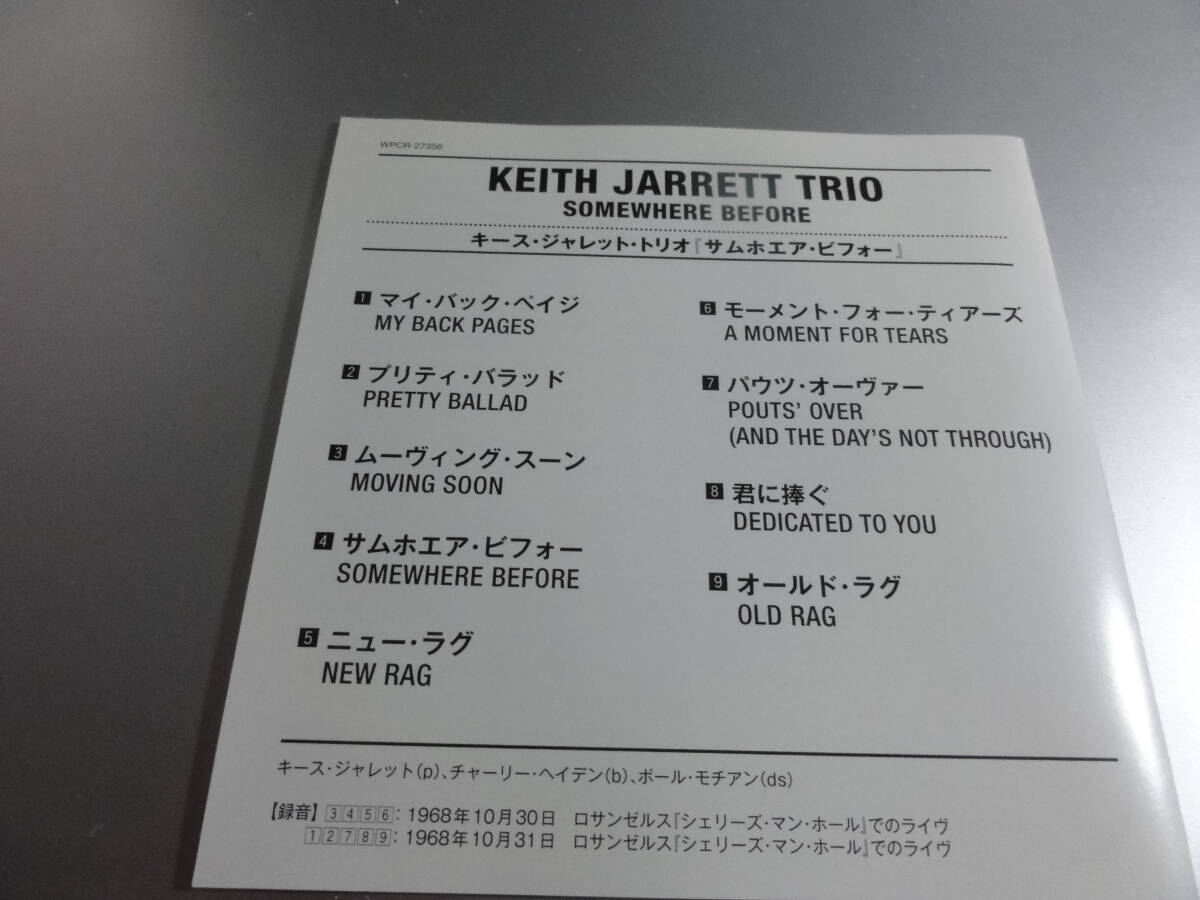 WPCR-27356
KEITH JARRETT TRIO
SOMEWHERE BEFORE
キース・ジャレット・トリオ『サムホエア・ビフォー』
1 マイ・バック・ペイジ
MY BACK PAGES
2 プリティ・バラッド
PRETTY BALLAD
3 ムーヴィング・スーン
MOVING SOON
4 サムホエア・ビフォー
SOMEWHERE BEFORE
5 ニュー・ラグ
NEW RAG
6 モーメント・フォー・ティアーズ
A MOMENT FOR TEARS
7 パウツ・オーヴァー
POUTS' OVER
(AND THE DAY'S NOT THROUGH)
8 君に捧ぐ
DEDICATED TO YOU
9 オールド・ラグ
OLD RAG
キース・ジャレット(p)、チャーリー・ヘイデン(b)、ポール・モチアン(ds)
【録音】3456：1968年10月30日 ロサンゼルス『シェリーズ・マン・ホール』でのライヴ
12789：1968年10月31日 ロサンゼルス『シェリーズ・マン・ホール』でのライヴ